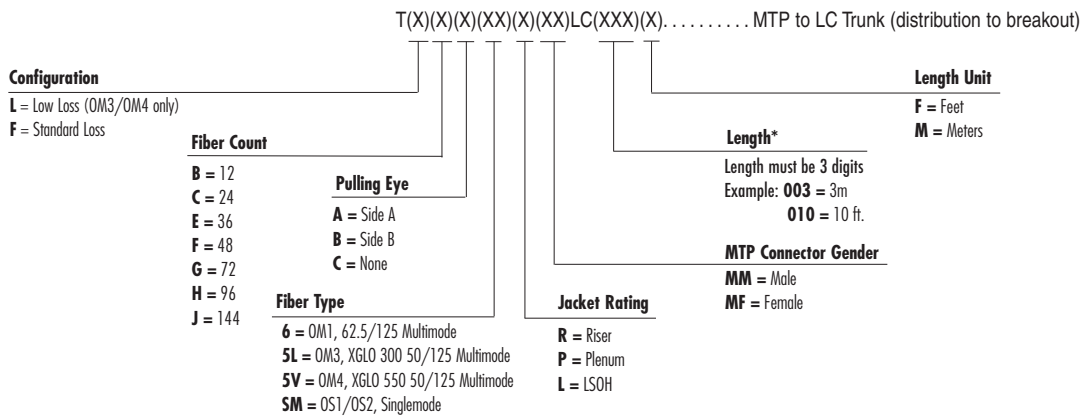 T(X)(X)(X)(XX)(X)(XX)LC(XXX)(X). . . . . . . . . . MTP to LC Trunk (distribution to breakout)
Configuration
L = Low Loss (OM3/OM4 only)
F = Standard Loss
Fiber Count
B = 12
C = 24
E = 36
F = 48
G = 72
H = 96
J = 144
Pulling Eye
A = Side A
B = Side B
C = None
Fiber Type
6 = OM1, 62.5/125 Multimode
5L = OM3, XGLO 300 50/125 Multimode
5V = OM4, XGLO 550 50/125 Multimode
SM = OS1/OS2, Singlemode
Jacket Rating
R = Riser
P = Plenum
L = LSOH
MTP Connector Gender
MM = Male
MF = Female
Length*
Length must be 3 digits
Example: 003 = 3m
010 = 10 ft.
Length Unit
F = Feet
M = Meters